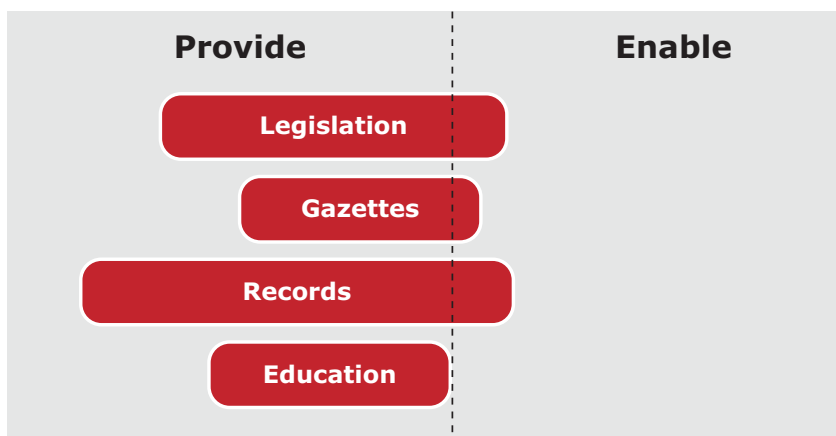 Provide Enable
Legislation
Gazettes
Records
Education